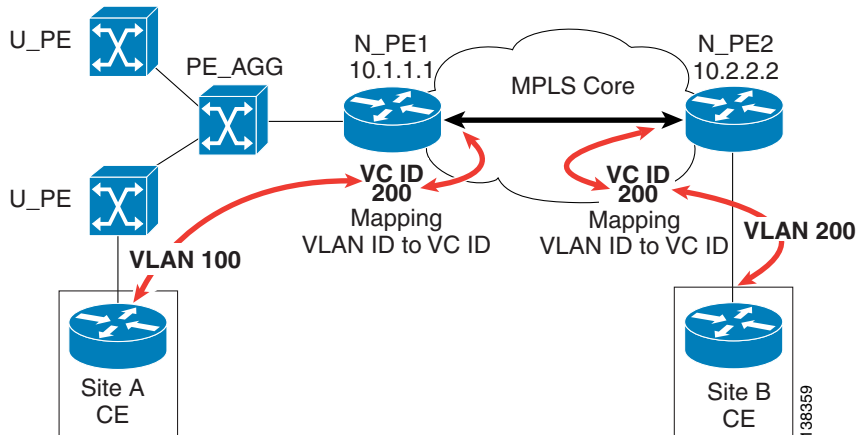 U_PE
PE_AGG
N_PE1
10.1.1.1
MPLS Core
N_PE2
10.2.2.2
U_PE
VC ID
200
Mapping
VLAN ID to VC ID
VC ID
200
Mapping
VLAN ID to VC ID
VLAN 100
VLAN 200
Site A
CE
Site B
CE
138359